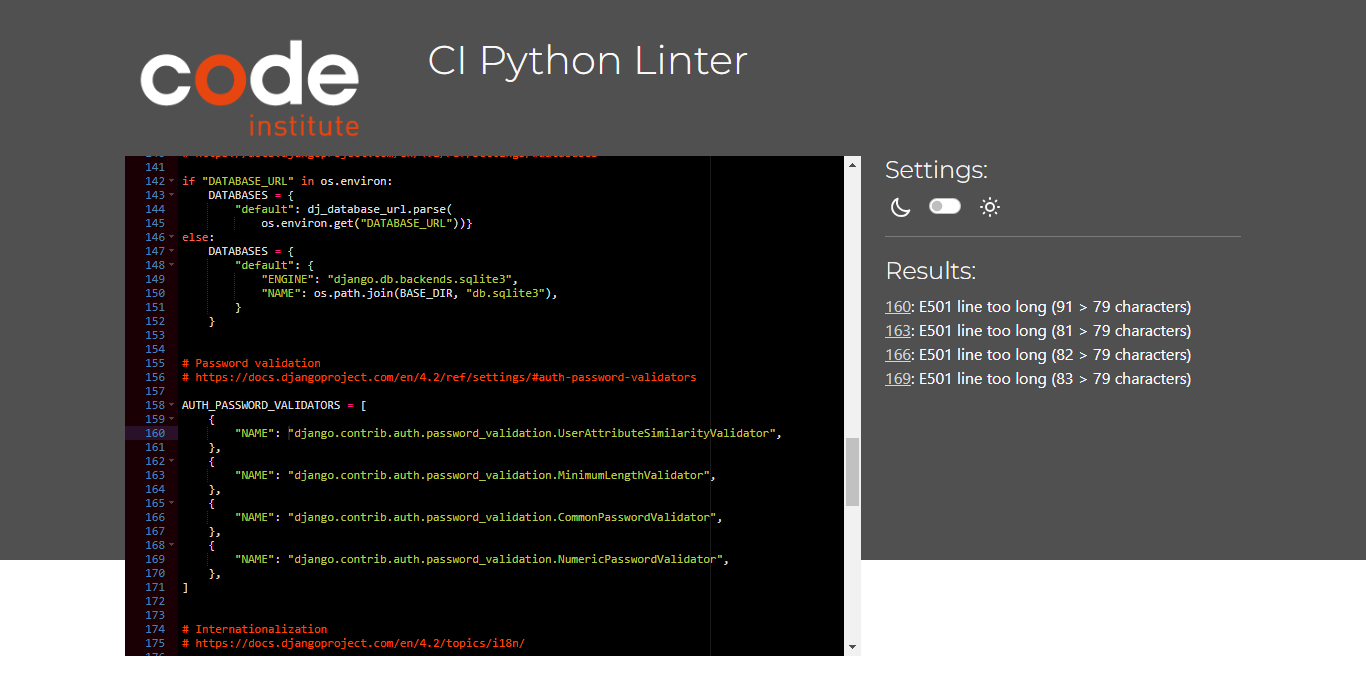 code
institute
CI Python Linter
141
142 if "DATABASE_URL" in os.environ:
143 DATABASES = {
144 "default": dj_database_url.parse(
145 os.environ.get("DATABASE_URL"))}
146 else:
147 DATABASES = {
148 "default": {
149 "ENGINE": "django.db.backends.sqlite3",
150 "NAME": os.path.join(BASE_DIR, "db.sqlite3"),
151 }
152 }
153
154
155 # Password validation
156 # https://docs.djangoproject.com/en/4.2/ref/settings/#auth-password-validators
157
158 AUTH_PASSWORD_VALIDATORS = [
159 {
160 "NAME": "django.contrib.auth.password_validation.UserAttributeSimilarityValidator",
161 },
162 {
163 "NAME": "django.contrib.auth.password_validation.MinimumLengthValidator",
164 },
165 {
166 "NAME": "django.contrib.auth.password_validation.CommonPasswordValidator",
167 },
168 {
169 "NAME": "django.contrib.auth.password_validation.NumericPasswordValidator",
170 },
171 ]
172
173
174 # Internationalization
175 # https://docs.djangoproject.com/en/4.2/topics/i18n/
Settings:
Results:
160: E501 line too long (91 > 79 characters)
163: E501 line too long (81 > 79 characters)
166: E501 line too long (82 > 79 characters)
169: E501 line too long (83 > 79 characters)